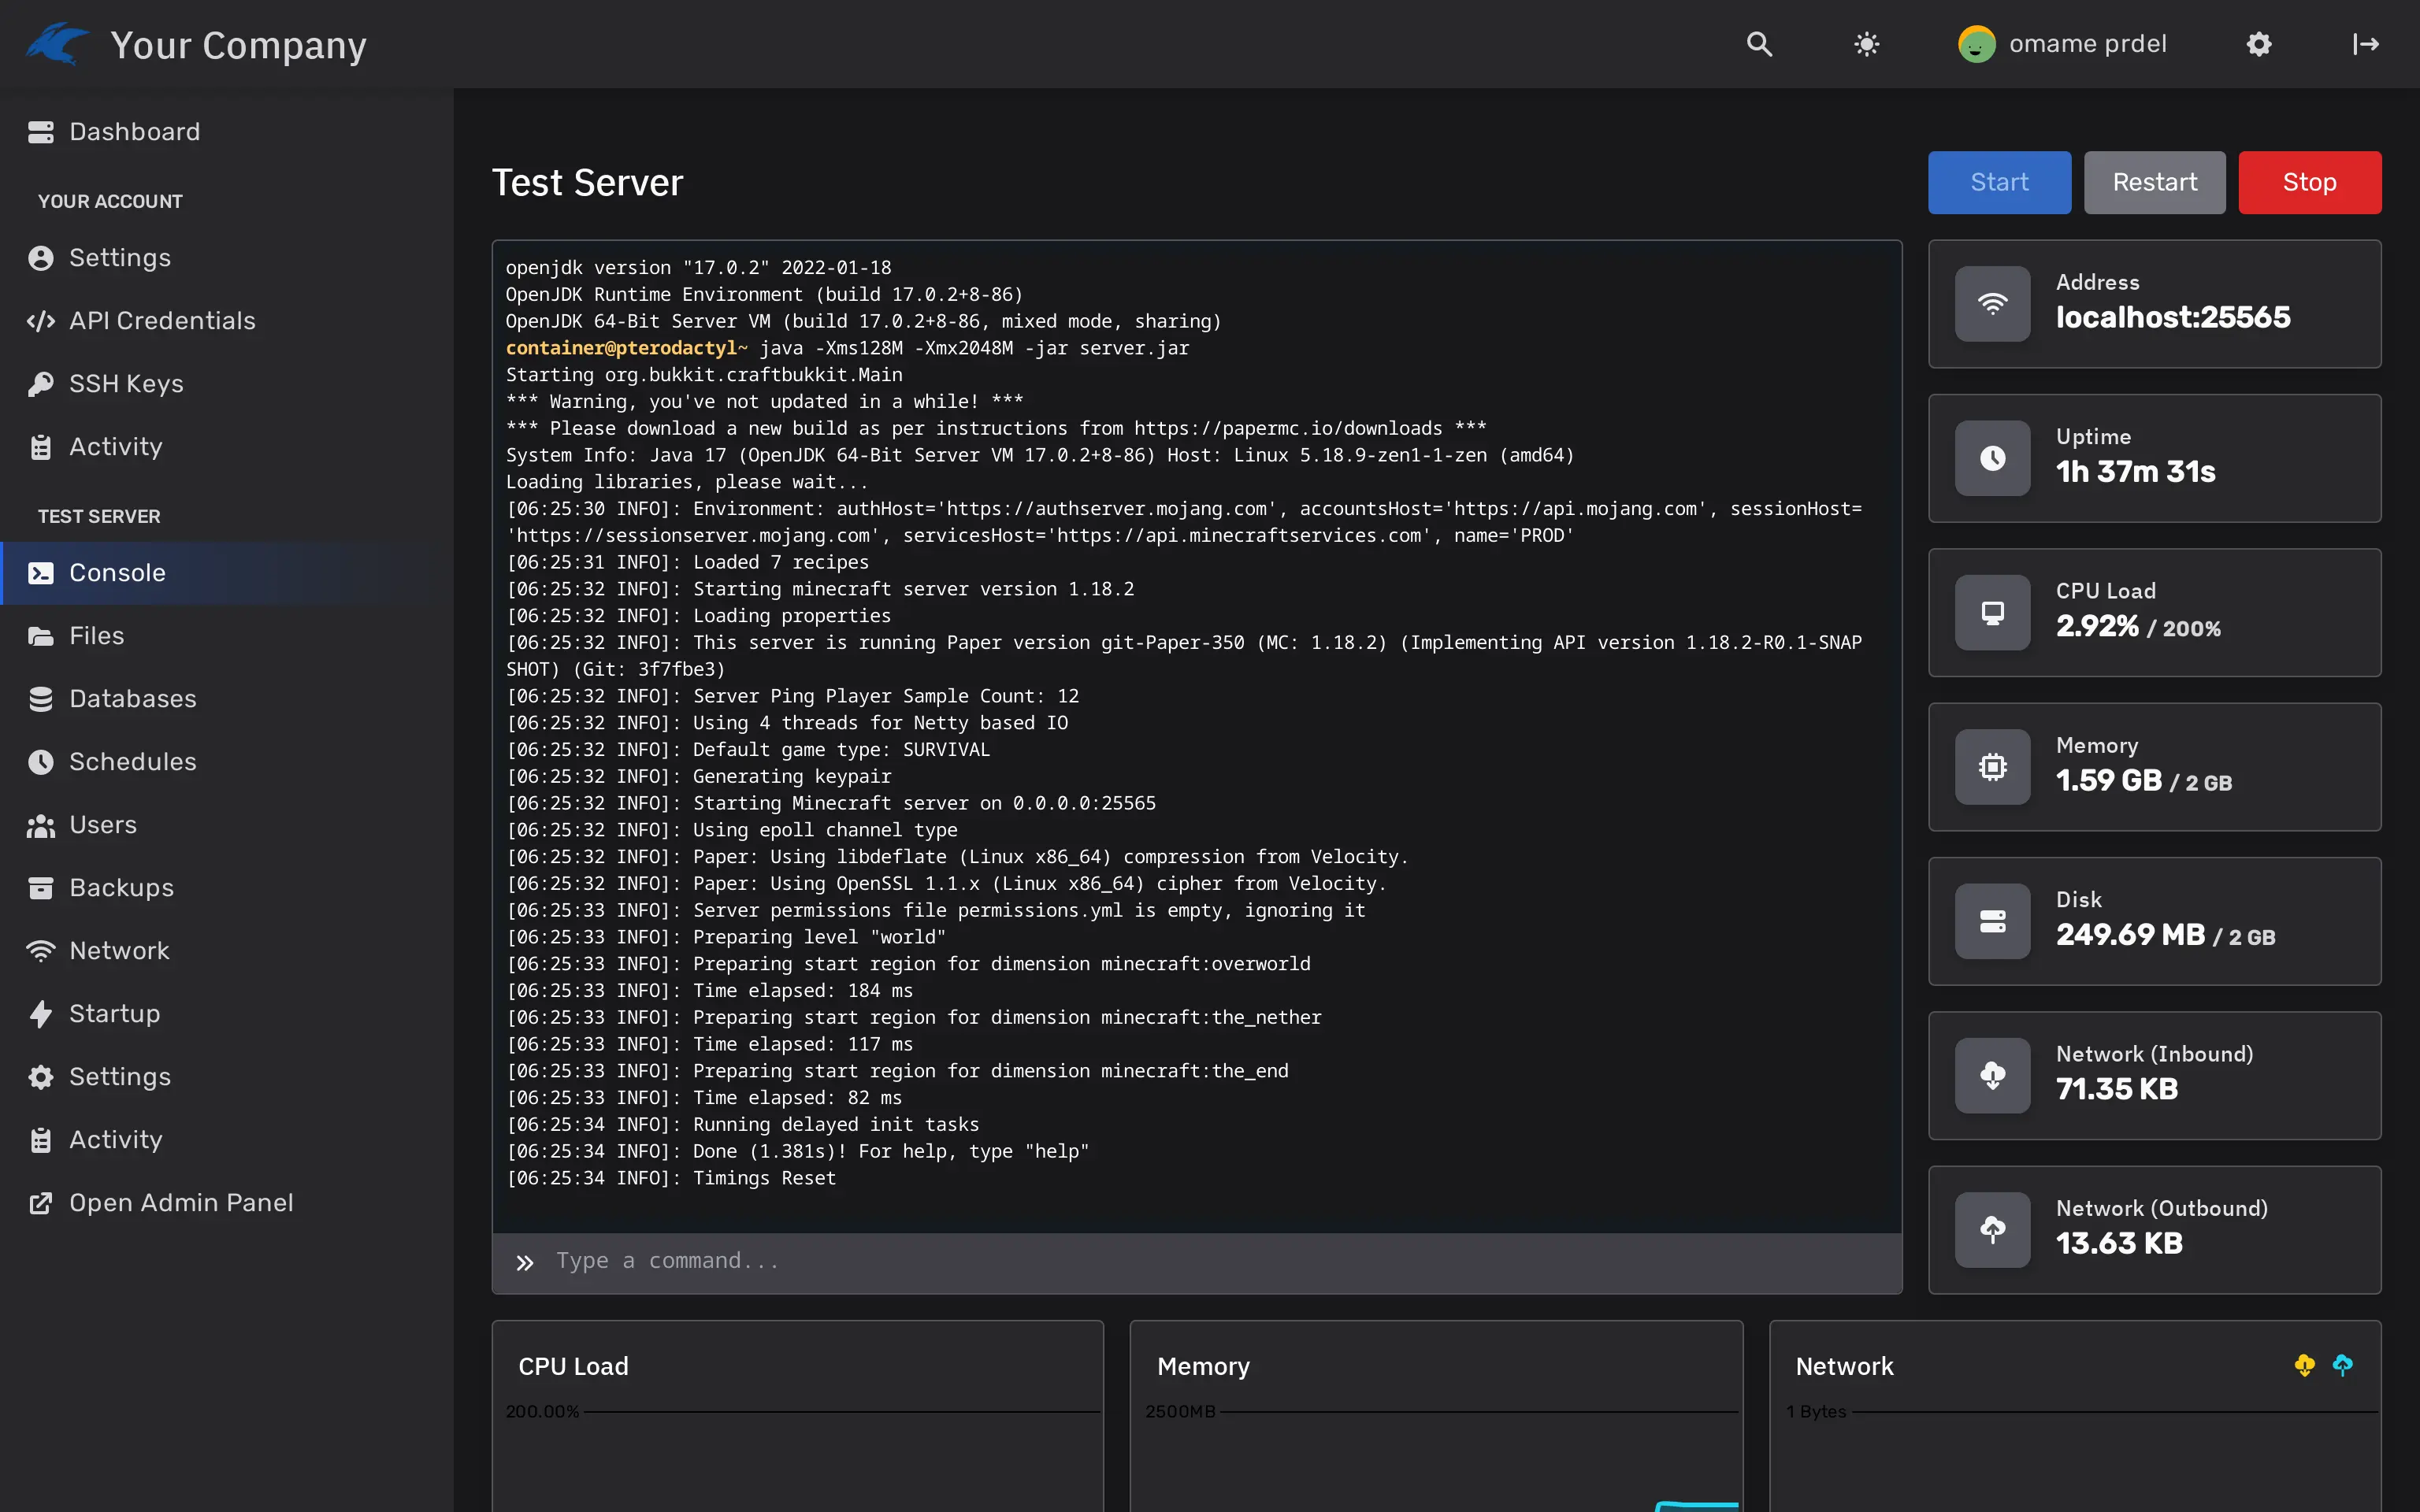 Your Company
omame prdel
Dashboard
YOUR ACCOUNT
Settings
API Credentials
SSH Keys
Activity
TEST SERVER
Console
Files
Databases
Schedules
Users
Backups
Network
Startup
Settings
Activity
Open Admin Panel
Test Server
Start
Restart
Stop
openjdk version "17.0.2" 2022-01-18
OpenJDK Runtime Environment (build 17.0.2+8-86)
OpenJDK 64-Bit Server VM (build 17.0.2+8-86, mixed mode, sharing)
container@pterodactyl~ java -Xms128M -Xmx2048M -jar server.jar
Starting org.bukkit.craftbukkit.Main
*** Warning, you've not updated in a while! ***
*** Please download a new build as per instructions from https://papermc.io/downloads ***
System Info: Java 17 (OpenJDK 64-Bit Server VM 17.0.2+8-86) Host: Linux 5.18.9-zen1-1-zen (amd64)
Loading libraries, please wait...
[06:25:30 INFO]: Environment: authHost='https://authserver.mojang.com', accountsHost='https://api.mojang.com', sessionHost=
'https://sessionserver.mojang.com', servicesHost='https://api.minecraftservices.com', name='PROD'
[06:25:31 INFO]: Loaded 7 recipes
[06:25:32 INFO]: Starting minecraft server version 1.18.2
[06:25:32 INFO]: Loading properties
[06:25:32 INFO]: This server is running Paper version git-Paper-350 (MC: 1.18.2) (Implementing API version 1.18.2-R0.1-SNAP
SHOT) (Git: 3f7fbe3)
[06:25:32 INFO]: Server Ping Player Sample Count: 12
[06:25:32 INFO]: Using 4 threads for Netty based IO
[06:25:32 INFO]: Default game type: SURVIVAL
[06:25:32 INFO]: Generating keypair
[06:25:32 INFO]: Starting Minecraft server on 0.0.0.0:25565
[06:25:32 INFO]: Using epoll channel type
[06:25:32 INFO]: Paper: Using libdeflate (Linux x86_64) compression from Velocity.
[06:25:32 INFO]: Paper: Using OpenSSL 1.1.x (Linux x86_64) cipher from Velocity.
[06:25:33 INFO]: Server permissions file permissions.yml is empty, ignoring it
[06:25:33 INFO]: Preparing level "world"
[06:25:33 INFO]: Preparing start region for dimension minecraft:overworld
[06:25:33 INFO]: Time elapsed: 184 ms
[06:25:33 INFO]: Preparing start region for dimension minecraft:the_nether
[06:25:33 INFO]: Time elapsed: 117 ms
[06:25:33 INFO]: Preparing start region for dimension minecraft:the_end
[06:25:33 INFO]: Time elapsed: 82 ms
[06:25:34 INFO]: Running delayed init tasks
[06:25:34 INFO]: Done (1.381s)! For help, type "help"
[06:25:34 INFO]: Timings Reset
Type a command...
Address
localhost:25565
Uptime
1h 37m 31s
CPU Load
2.92% / 200%
Memory
1.59 GB / 2 GB
Disk
249.69 MB / 2 GB
Network (Inbound)
71.35 KB
Network (Outbound)
13.63 KB
CPU Load
200.00%
Memory
2500MB
Network
1 Bytes